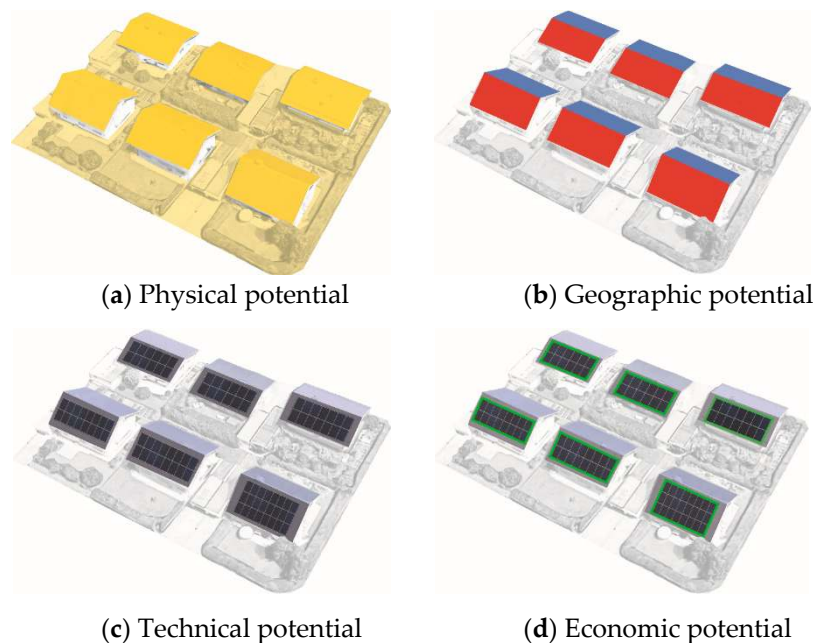 (a) Physical potential
(b) Geographic potential
(c) Technical potential
(d) Economic potential